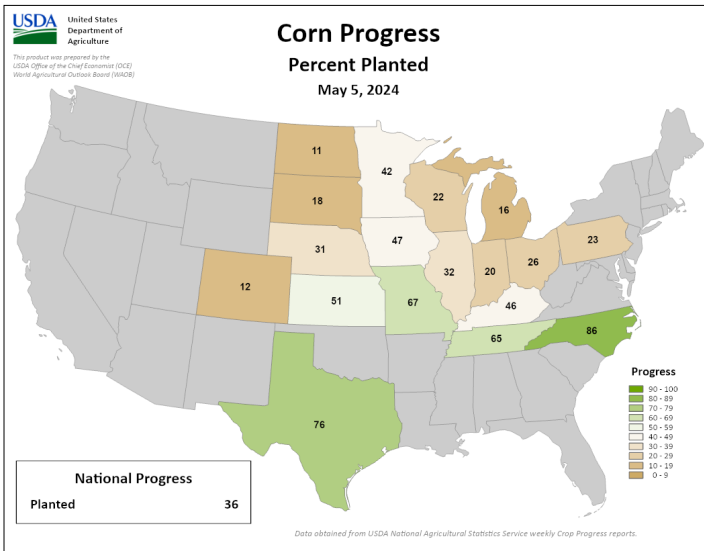 USDA
United States
Department of
Agriculture
This product was prepared by the
USDA Office of the Chief Economist (OCE)
World Agricultural Outlook Board (WAOB)
Corn Progress
Percent Planted
May 5, 2024
11
42
22
18
16
47
31
23
26
32
20
12
51
67
46
86
65
76
Progress
90 - 100
80 - 89
70 - 79
60 - 69
50 - 59
40 - 49
30 - 39
20 - 29
10 - 19
0 - 9
National Progress
Planted 36
Data obtained from USDA National Agricultural Statistics Service weekly Crop Progress reports.